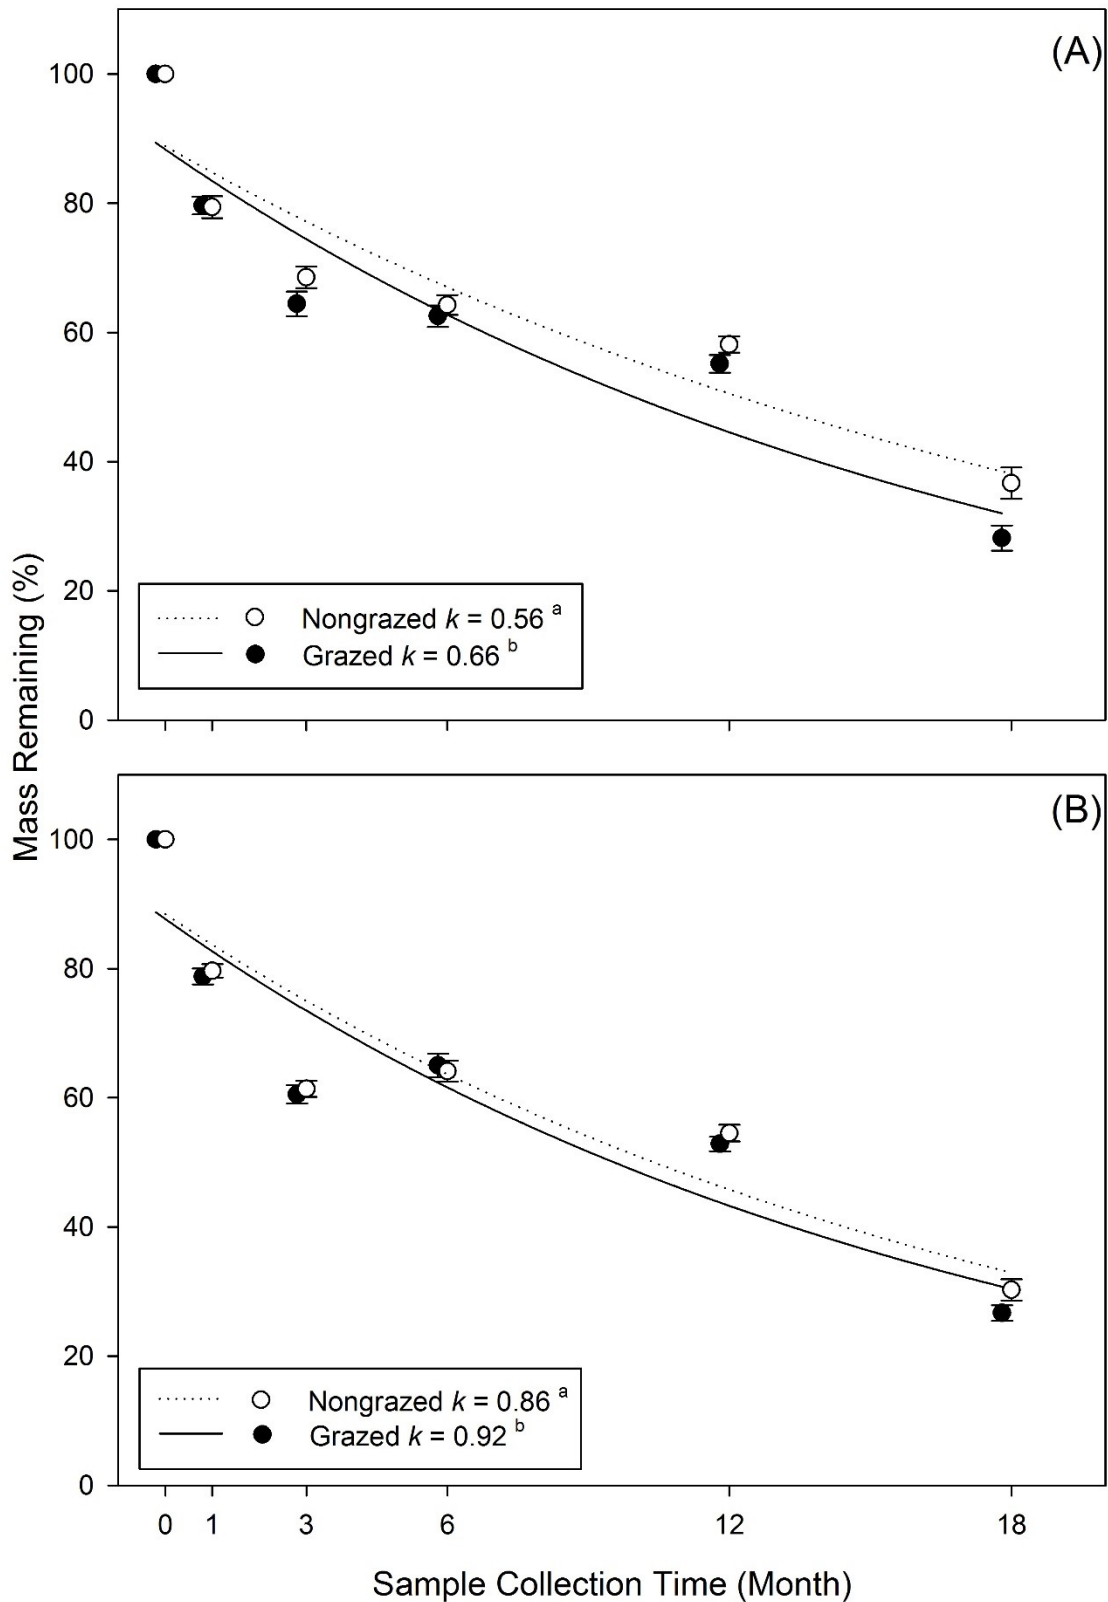 (A)
100
80
60
40
20
0
Nongrazed k = 0.56 a
Grazed k = 0.66 b
Mass Remaining (%)
(B)
100
80
60
40
20
0
Nongrazed k = 0.86 a
Grazed k = 0.92 b
0 1 3 6 12 18
Sample Collection Time (Month)